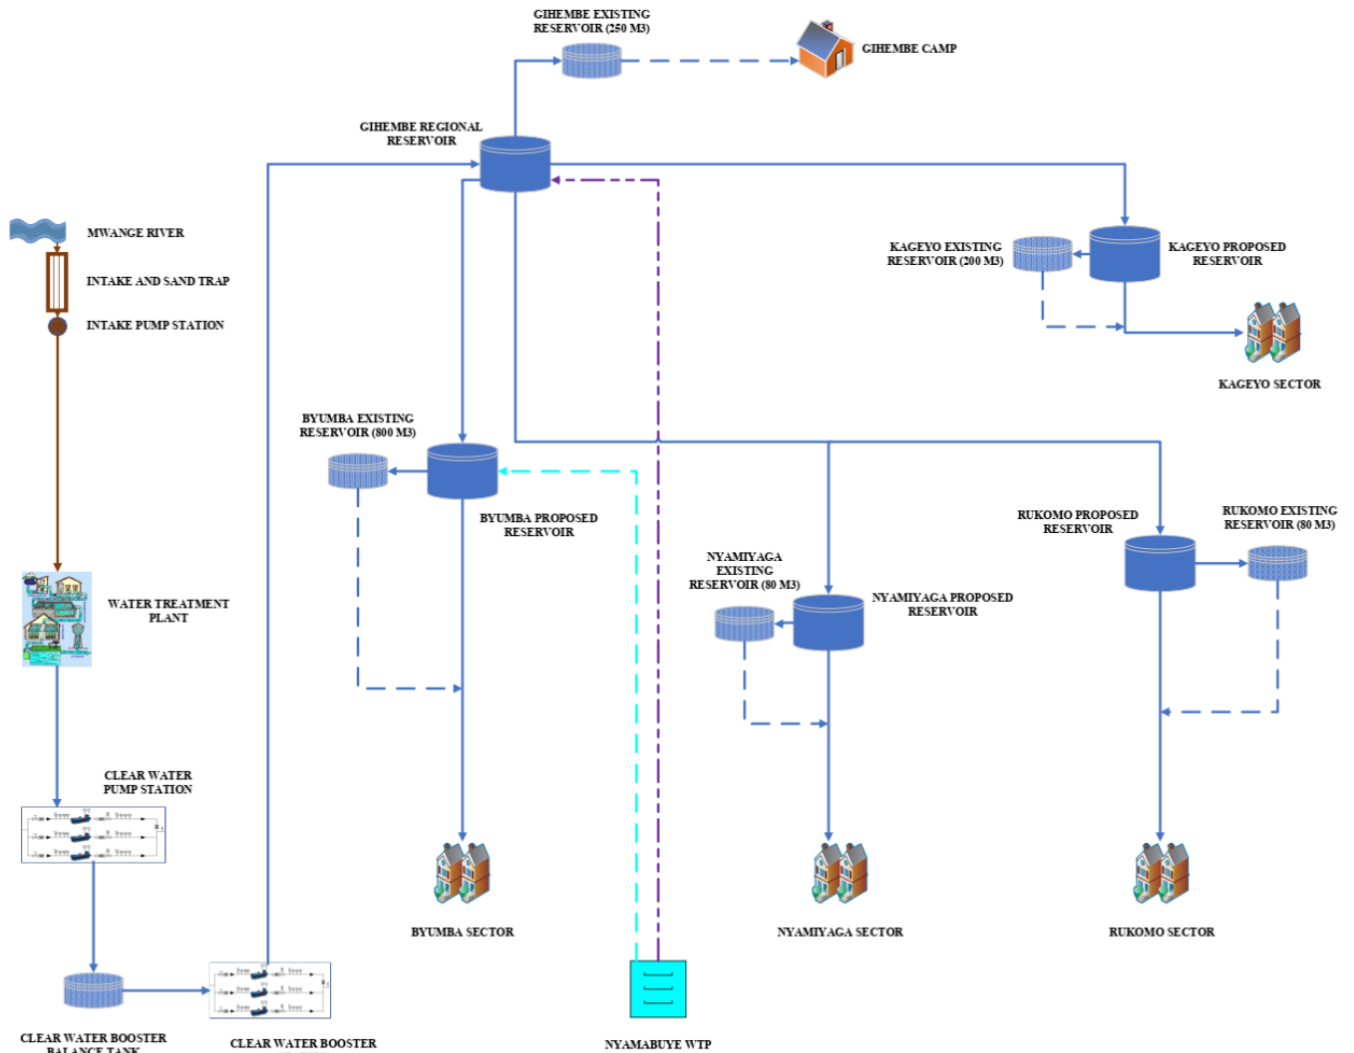 GIHEMBE EXISTING
RESERVOIR (250 M3)
GIHEMBE CAMP
GIHEMBE REGIONAL
RESERVOIR
MWANGE RIVER
INTAKE AND SAND TRAP
INTAKE PUMP STATION
KAGEYO EXISTING
RESERVOIR (200 M3)
KAGEYO PROPOSED
RESERVOIR
KAGEYO SECTOR
BYUMBA EXISTING
RESERVOIR (800 M3)
BYUMBA PROPOSED
RESERVOIR
RUKOMO PROPOSED
RESERVOIR
RUKOMO EXISTING
RESERVOIR (80 M3)
NYAMIYAGA
EXISTING
RESERVOIR (80 M3)
NYAMIYAGA PROPOSED
RESERVOIR
WATER TREATMENT
PLANT
CLEAR WATER
PUMP STATION
BYUMBA SECTOR
NYAMIYAGA SECTOR
RUKOMO SECTOR
CLEAR WATER BOOSTER
BALANCE TANK
CLEAR WATER BOOSTER
NYAMABUYE WTP